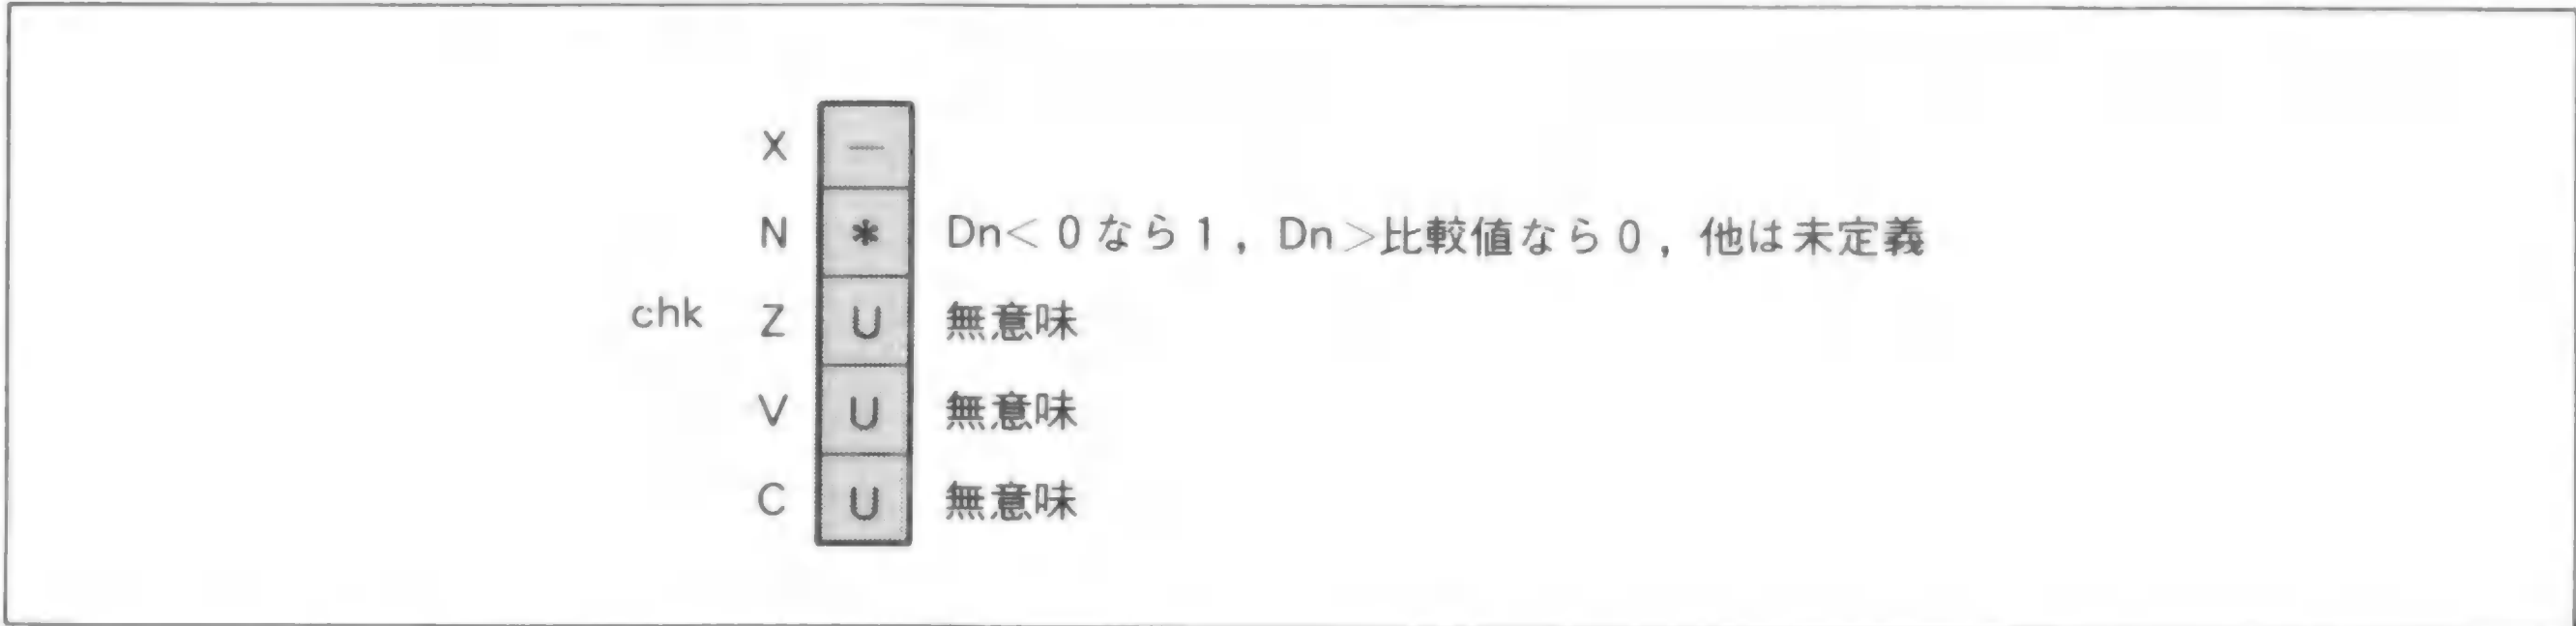 X —
N * Dn<0なら1，Dn>比較値なら0，他は未定義
chk Z U 無意味
V U 無意味
C U 無意味